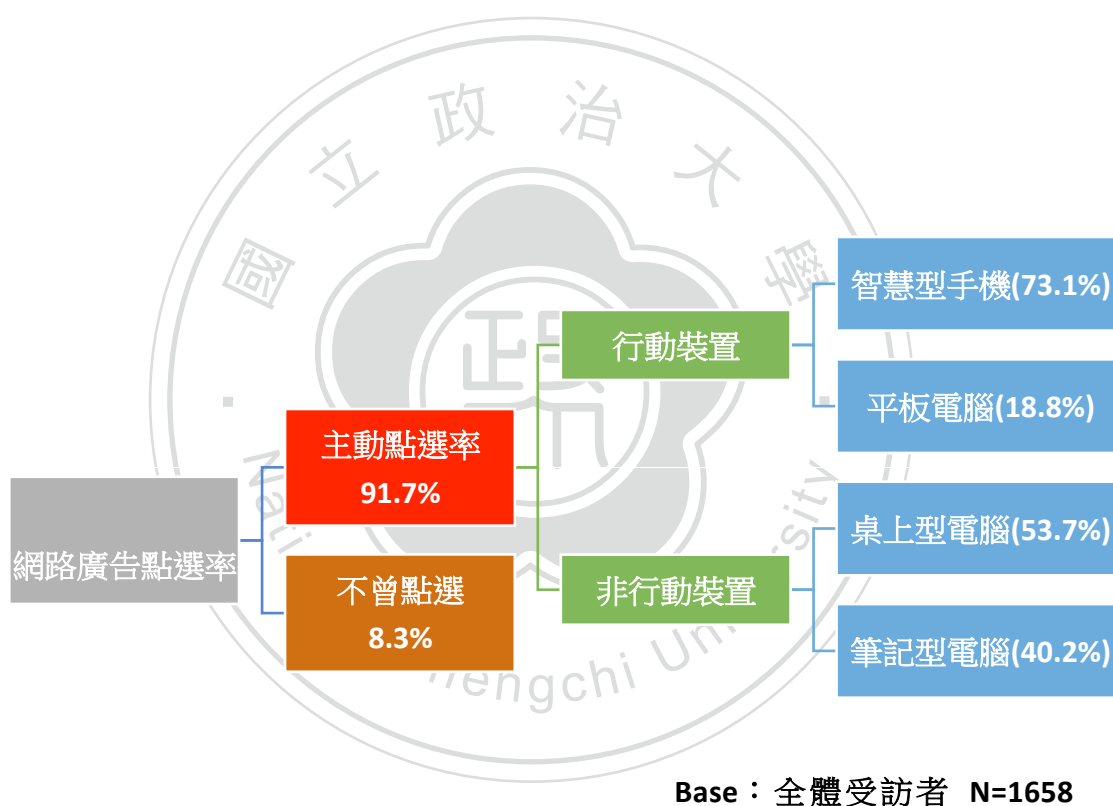 國立政治大學
網路廣告點選率
主動點選率
91.7%
不曾點選
8.3%
行動裝置
非行動裝置
智慧型手機(73.1%)
平板電腦(18.8%)
桌上型電腦(53.7%)
筆記型電腦(40.2%)
Base：全體受訪者 N=1658